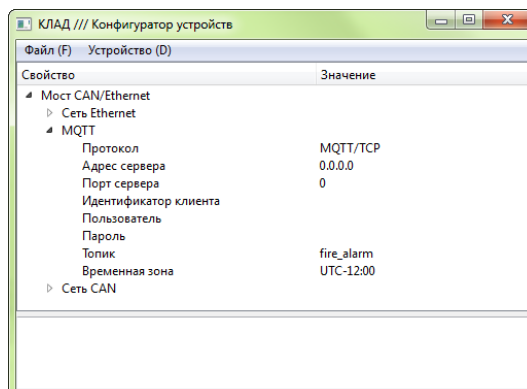 КЛАД /// Конфигуратор устройств
Файл (F) Устройство (D)
Свойство Значение
Мост CAN/Ethernet
Сеть Ethernet
MQTT
Протокол MQTT/TCP
Адрес сервера 0.0.0.0
Порт сервера 0
Идентификатор клиента
Пользователь
Пароль
Топик fire_alarm
Временная зона UTC-12:00
Сеть CAN